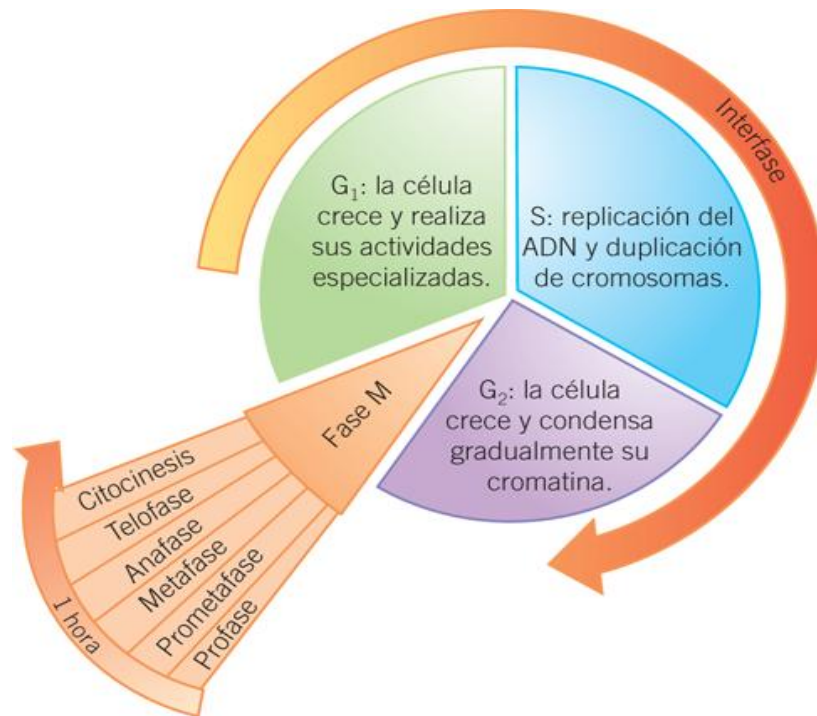 Interfase
G₁: la célula
crece y realiza
sus actividades
especializadas.
S: replicación del
ADN y duplicación
de cromosomas.
G₂: la célula
crece y condensa
gradualmente su
cromatina.
Fase M
Citocinesis
Telofase
Anafase
Metafase
Prometafase
Profase
1 hora